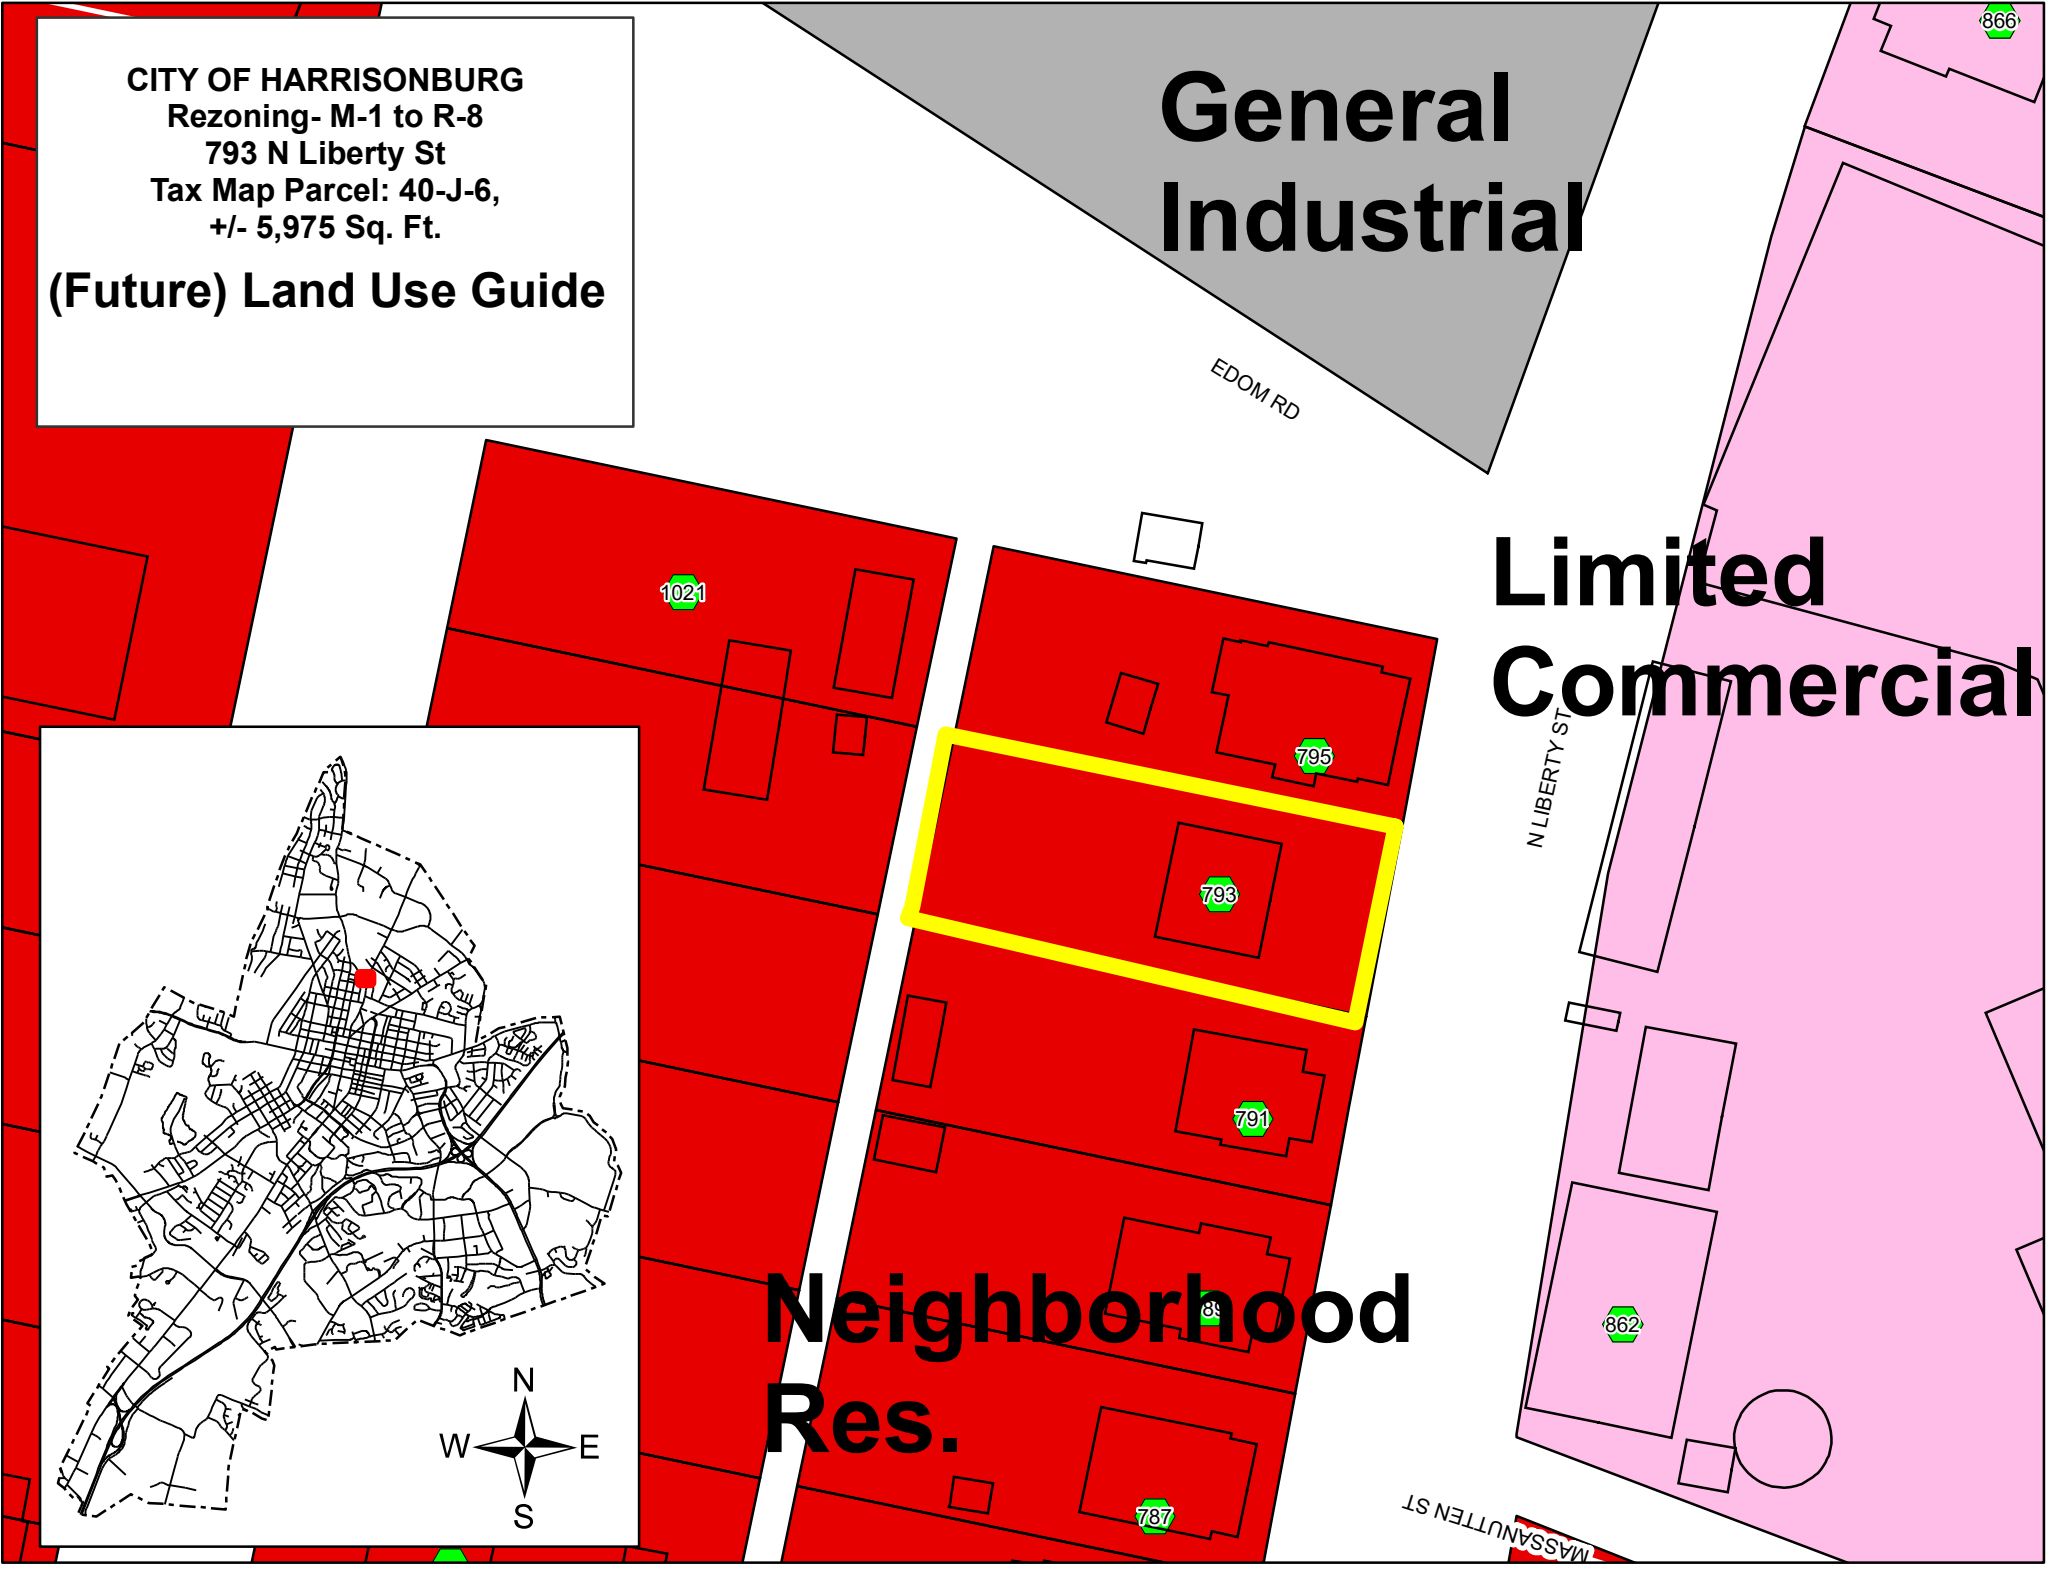 CITY OF HARRISONBURG
Rezoning- M-1 to R-8
793 N Liberty St
Tax Map Parcel: 40-J-6,
+/- 5,975 Sq. Ft.
(Future) Land Use Guide
866
General
Industrial
EDOM RD
Limited
Commercial
1021
795
N LIBERTY ST
793
791
Neighborhood
Res.
862
787
MASSANUTTEN ST
N
W
E
S